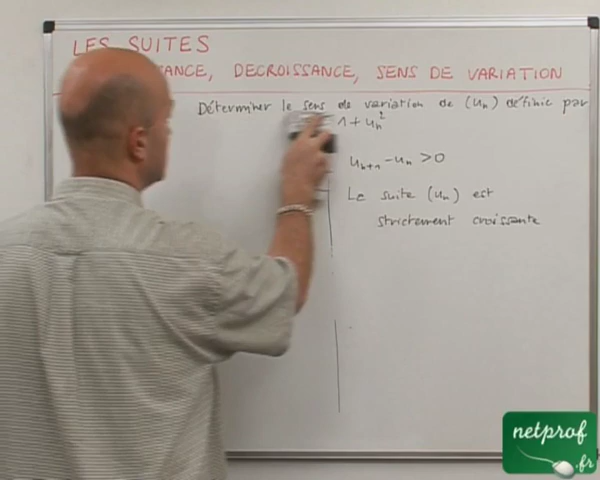 LES SUITES
SANCE, DECROISSANCE, SENS DE VARIATION
Déterminer le sens de variation de (un) définie par
1 + un²
un+1 - un > 0
La suite (un) est
strictement croissante
netprof
.fr